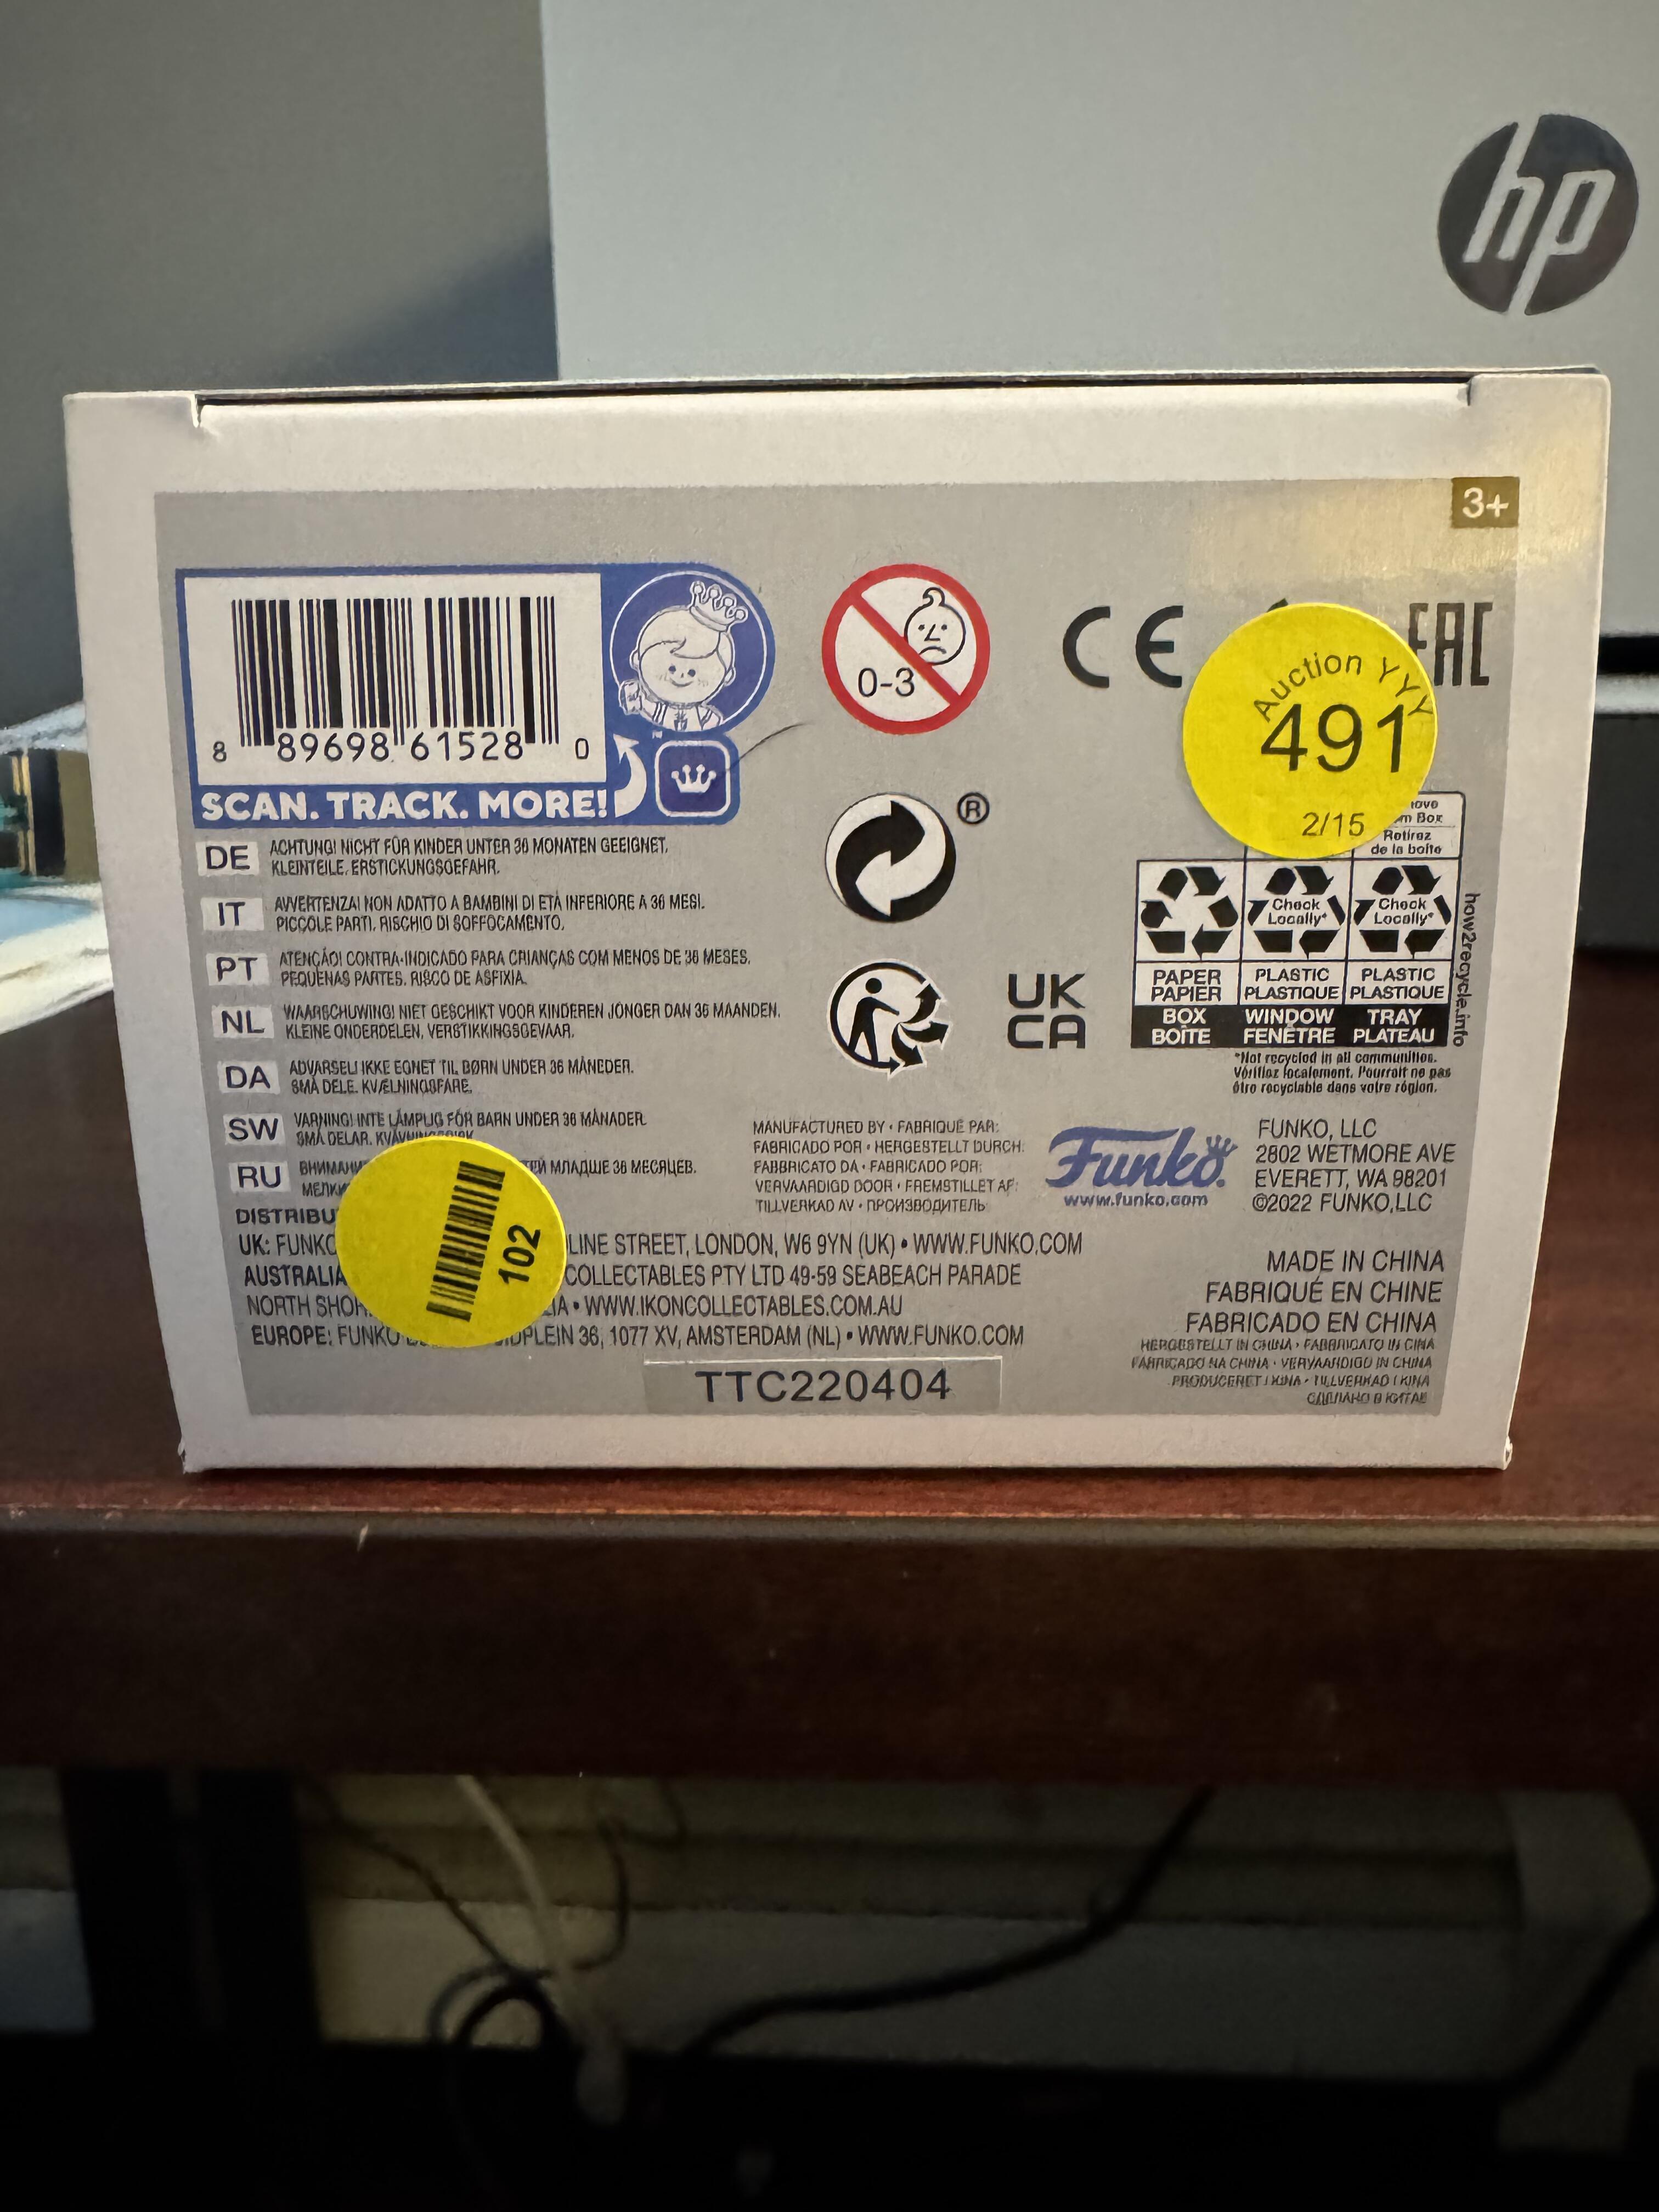 hp
3+
8 89698 61528 0
SCAN. TRACK. MORE!
0-3
CE
EAC
Auction YYY
491
2/15
m Box
Retirez
de la boîte
®
DE ACHTUNG! NICHT FÜR KINDER UNTER 36 MONATEN GEEIGNET.
KLEINTEILE. ERSTICKUNGSGEFAHR.
IT AVVERTENZA! NON ADATTO A BAMBINI DI ETÀ INFERIORE A 36 MESI.
PICCOLE PARTI. RISCHIO DI SOFFOCAMENTO.
PT ATENÇÃO! CONTRA-INDICADO PARA CRIANÇAS COM MENOS DE 36 MESES.
PEQUENAS PARTES. RISCO DE ASFIXIA.
NL WAARSCHUWING! NIET GESCHIKT VOOR KINDEREN JONGER DAN 36 MAANDEN.
KLEINE ONDERDELEN, VERSTIKKINGSGEVAAR.
DA ADVARSEL! IKKE EGNET TIL BØRN UNDER 36 MÅNEDER.
SMÅ DELE. KVÆLNINGSFARE.
SW VARNING! INTE LÄMPLIG FÖR BARN UNDER 36 MÅNADER.
SMÅ DELAR.
RU МЛАДШЕ 36 МЕСЯЦЕВ.
Check Locally*
Check Locally*
PAPER PLASTIC PLASTIC
PAPIER PLASTIQUE PLASTIQUE
BOX WINDOW TRAY
BOÎTE FENÊTRE PLATEAU
how2recycle.info
*Not recycled in all communities.
Vérifiez localement. Pourrait ne pas
être recyclable dans votre région.
UK
CA
MANUFACTURED BY • FABRIQUÉ PAR:
FABRICADO POR • HERGESTELLT DURCH:
FABBRICATO DA • FABRICADO POR:
VERVAARDIGD DOOR • FREMSTILLET AF:
TILLVERKAD AV • ПРОИЗВОДИТЕЛЬ:
Funko
www.funko.com
FUNKO, LLC
2802 WETMORE AVE
EVERETT, WA 98201
©2022 FUNKO,LLC
102
DISTRIBU
UK: FUNKO LINE STREET, LONDON, W6 9YN (UK) • WWW.FUNKO.COM
AUSTRALIA COLLECTABLES PTY LTD 49-59 SEABEACH PARADE
NORTH SHOR IA • WWW.IKONCOLLECTABLES.COM.AU
EUROPE: FUNKO IDPLEIN 36, 1077 XV, AMSTERDAM (NL) • WWW.FUNKO.COM
TTC220404
MADE IN CHINA
FABRIQUÉ EN CHINE
FABRICADO EN CHINA
HERGESTELLT IN CHINA • FABBRICATO IN CINA
FABRICADO NA CHINA • VERVAARDIGD IN CHINA
PRODUCERET I KINA • TILLVERKAD I KINA
СДЕЛАНО В КИТАЕ